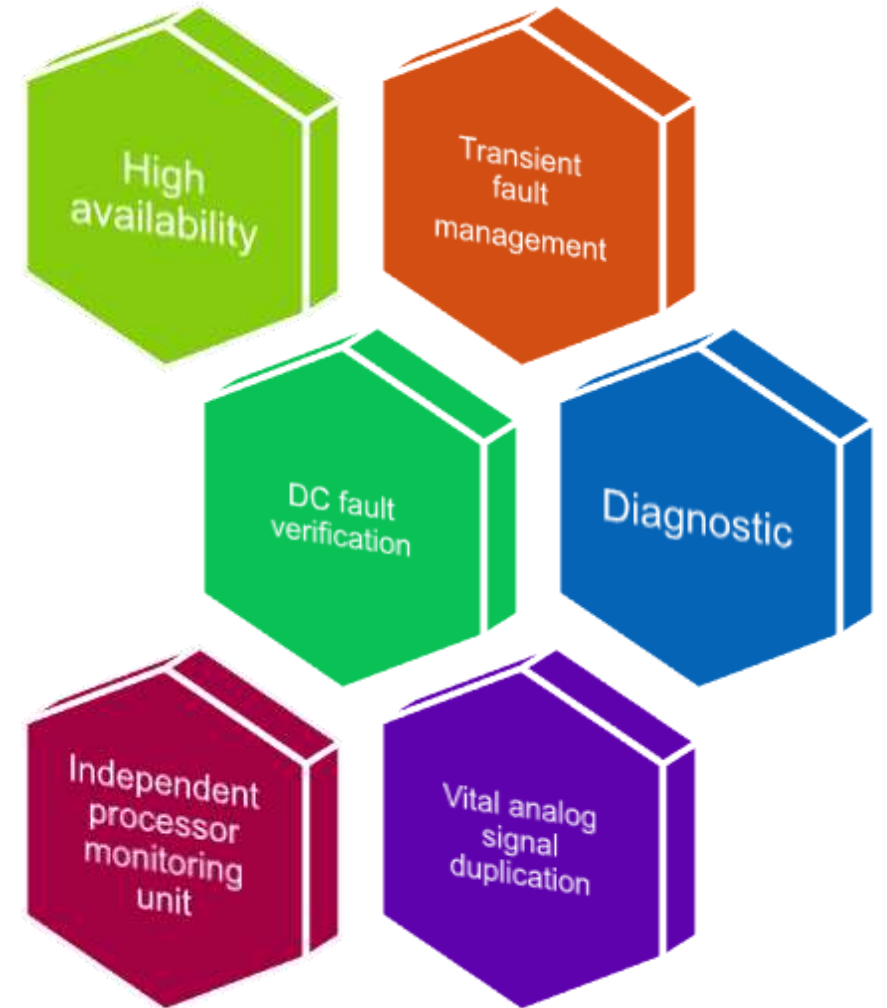 High
availability
Transient
fault
management
DC fault
verification
Diagnostic
Independent
processor
monitoring
unit
Vital analog
signal
duplication